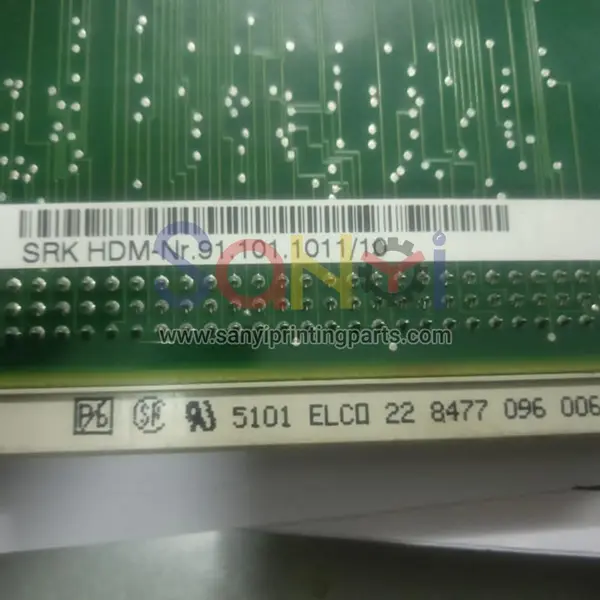 SRK HDM-Nr.91.101.1011/10
SANYi
www.sanyiprintingparts.com
5101 ELCO 22 8477 096 006